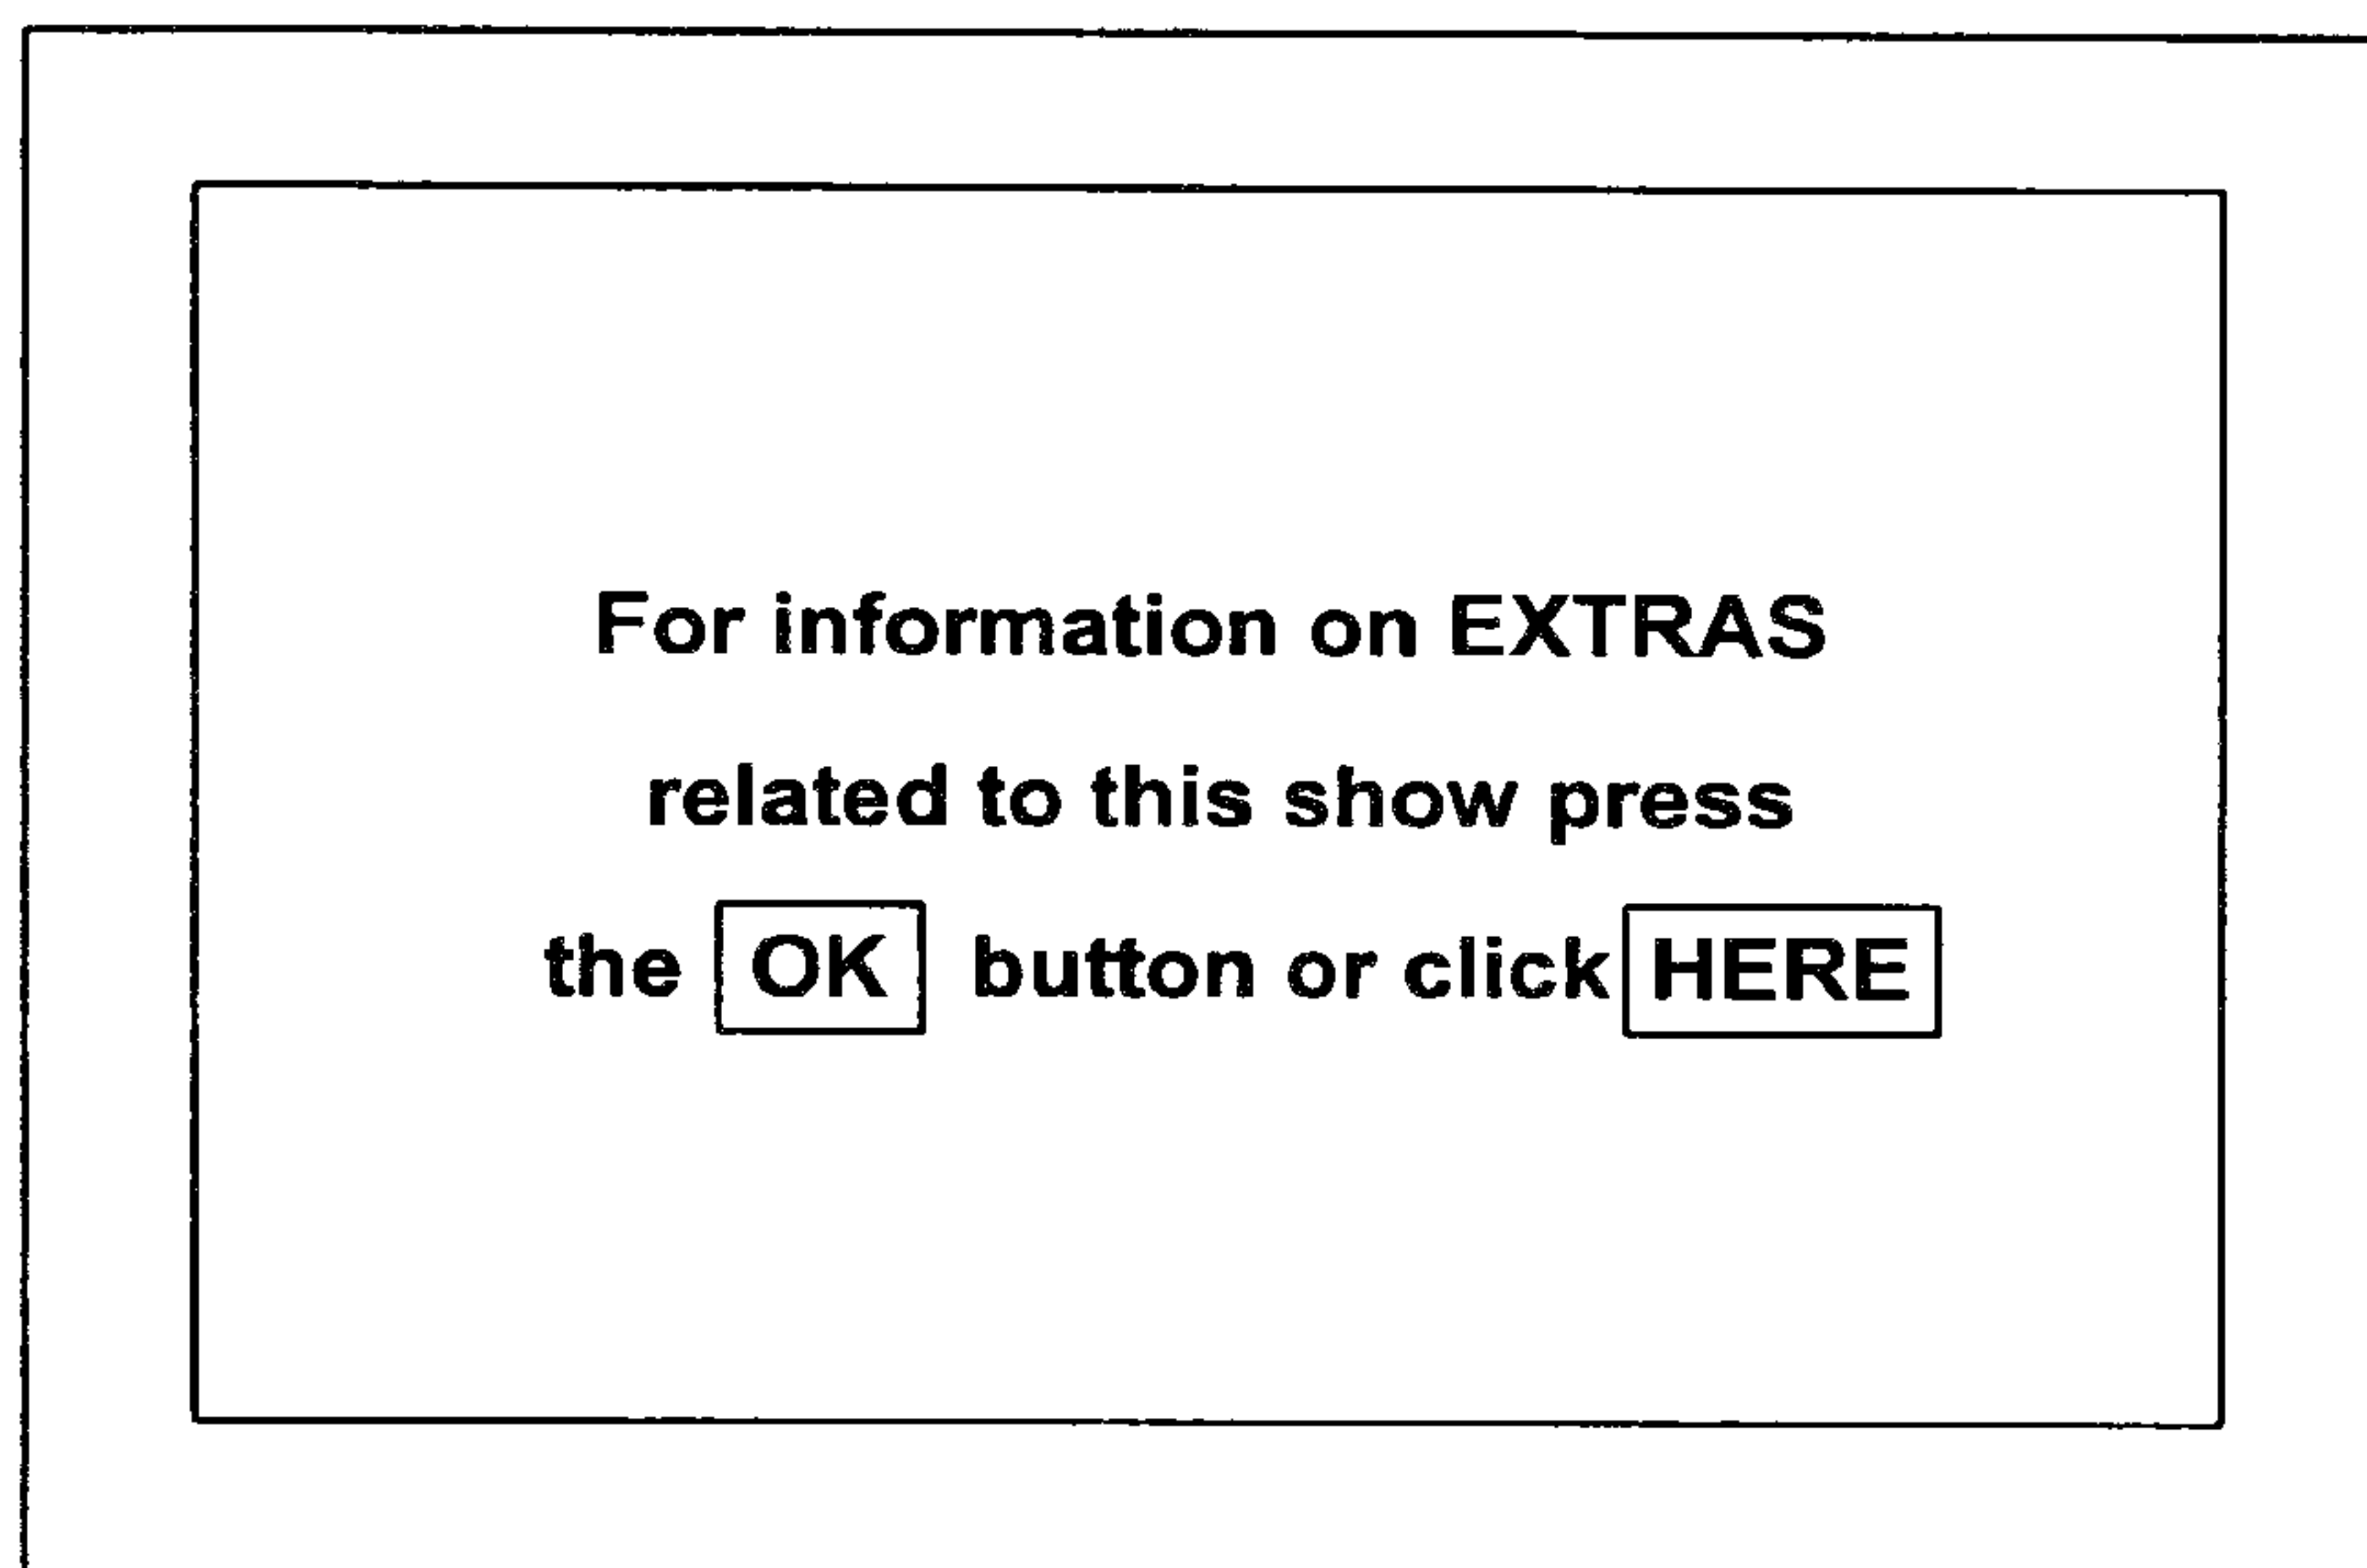 For information on EXTRAS
related to this show press
the OK button or click HERE